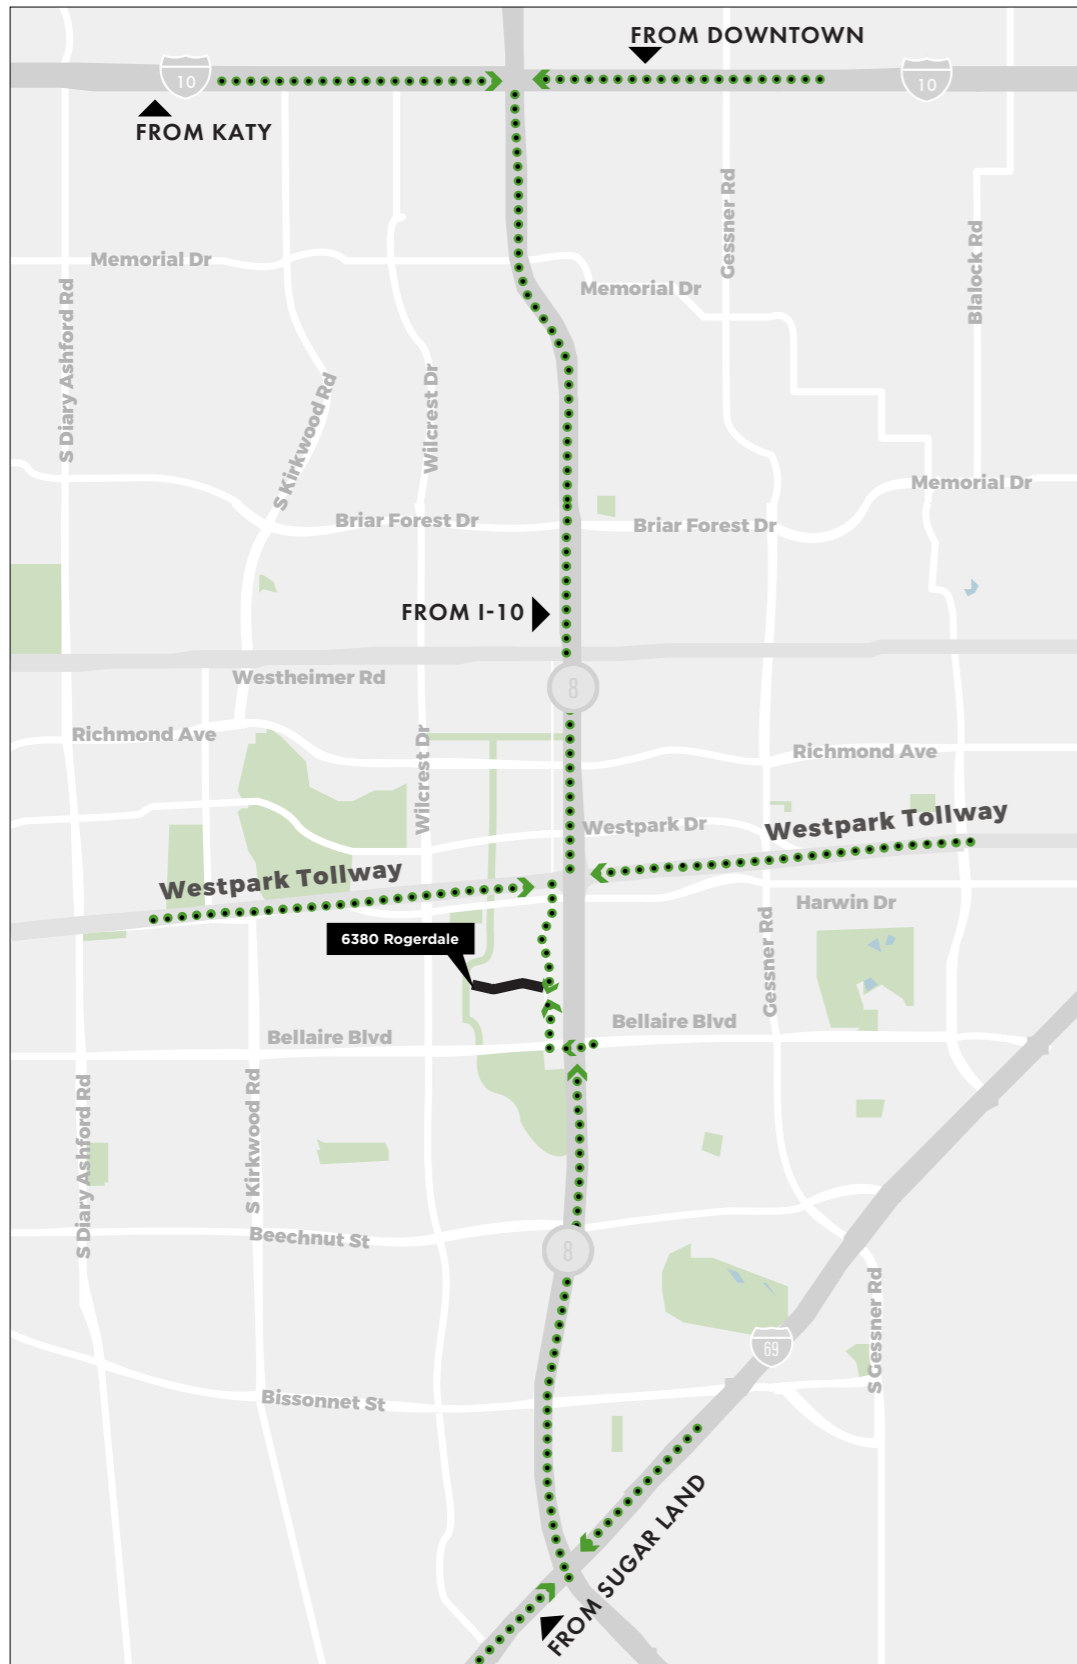 FROM DOWNTOWN
10
10
FROM KATY
Gessner Rd
Blalock Rd
Memorial Dr
Memorial Dr
S Diary Ashford Rd
S Kirkwood Rd
Wilcrest Dr
Memorial Dr
Briar Forest Dr
Briar Forest Dr
FROM I-10
Westheimer Rd
8
Richmond Ave
Wilcrest Dr
Richmond Ave
Westpark Dr
Westpark Tollway
Westpark Tollway
Harwin Dr
6380 Rogerdale
Gessner Rd
Bellaire Blvd
Bellaire Blvd
S Diary Ashford Rd
S Kirkwood Rd
Beechnut St
8
S Gessner Rd
69
Bissonnet St
FROM SUGAR LAND